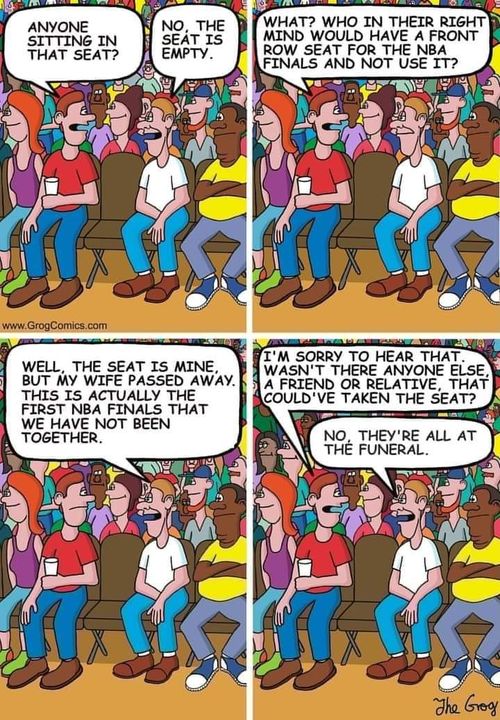 ANYONE
SITTING IN
THAT SEAT?
NO, THE
SEAT IS
EMPTY.
WHAT? WHO IN THEIR RIGHT
MIND WOULD HAVE A FRONT
ROW SEAT FOR THE NBA
FINALS AND NOT USE IT?
www.GrogComics.com
WELL, THE SEAT IS MINE,
BUT MY WIFE PASSED AWAY.
THIS IS ACTUALLY THE
FIRST NBA FINALS THAT
WE HAVE NOT BEEN
TOGETHER.
I'M SORRY TO HEAR THAT.
WASN'T THERE ANYONE ELSE,
A FRIEND OR RELATIVE, THAT
COULD'VE TAKEN THE SEAT?
NO, THEY'RE ALL AT
THE FUNERAL.
The Grog